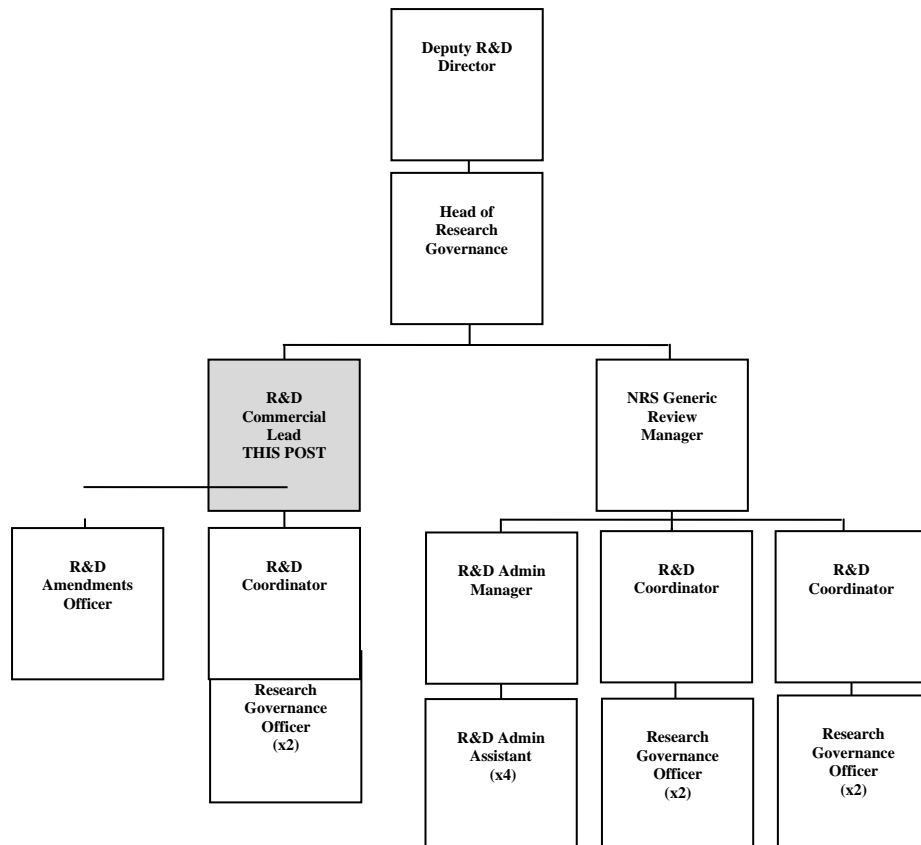 Deputy R&D
Director
Head of
Research
Governance
R&D
Commercial
Lead
THIS POST
NRS Generic
Review
Manager
R&D
Amendments
Officer
R&D
Coordinator
R&D Admin
Manager
R&D
Coordinator
R&D
Coordinator
Research
Governance
Officer
(x2)
R&D Admin
Assistant
(x4)
Research
Governance
Officer
(x2)
Research
Governance
Officer
(x2)